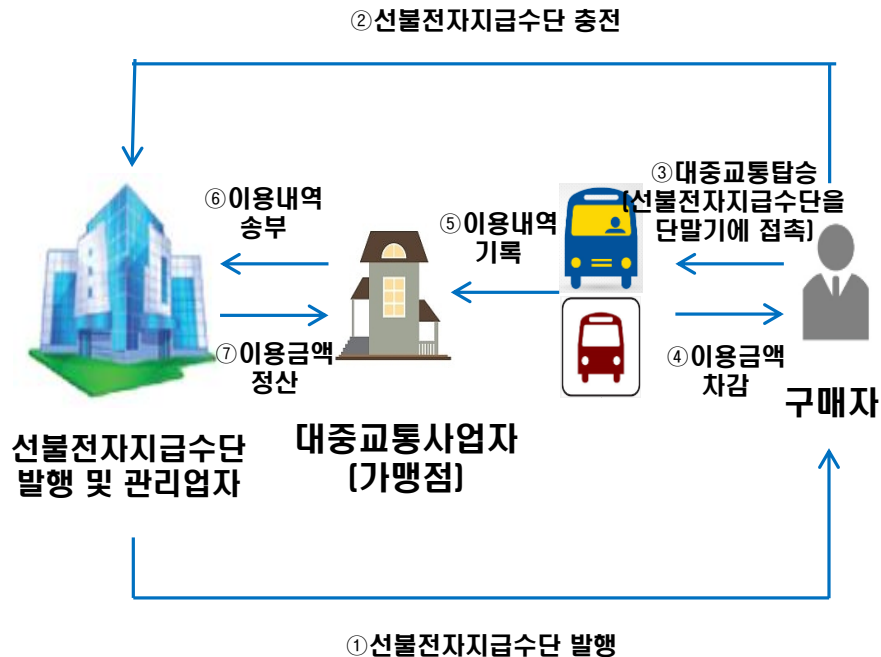 ②선불전자지급수단 충전
③대중교통탑승
(선불전자지급수단을
단말기에 접촉)
⑥이용내역
송부
⑤이용내역
기록
⑦이용금액
정산
④이용금액
차감
구매자
선불전자지급수단
발행 및 관리업자
대중교통사업자
(가맹점)
①선불전자지급수단 발행